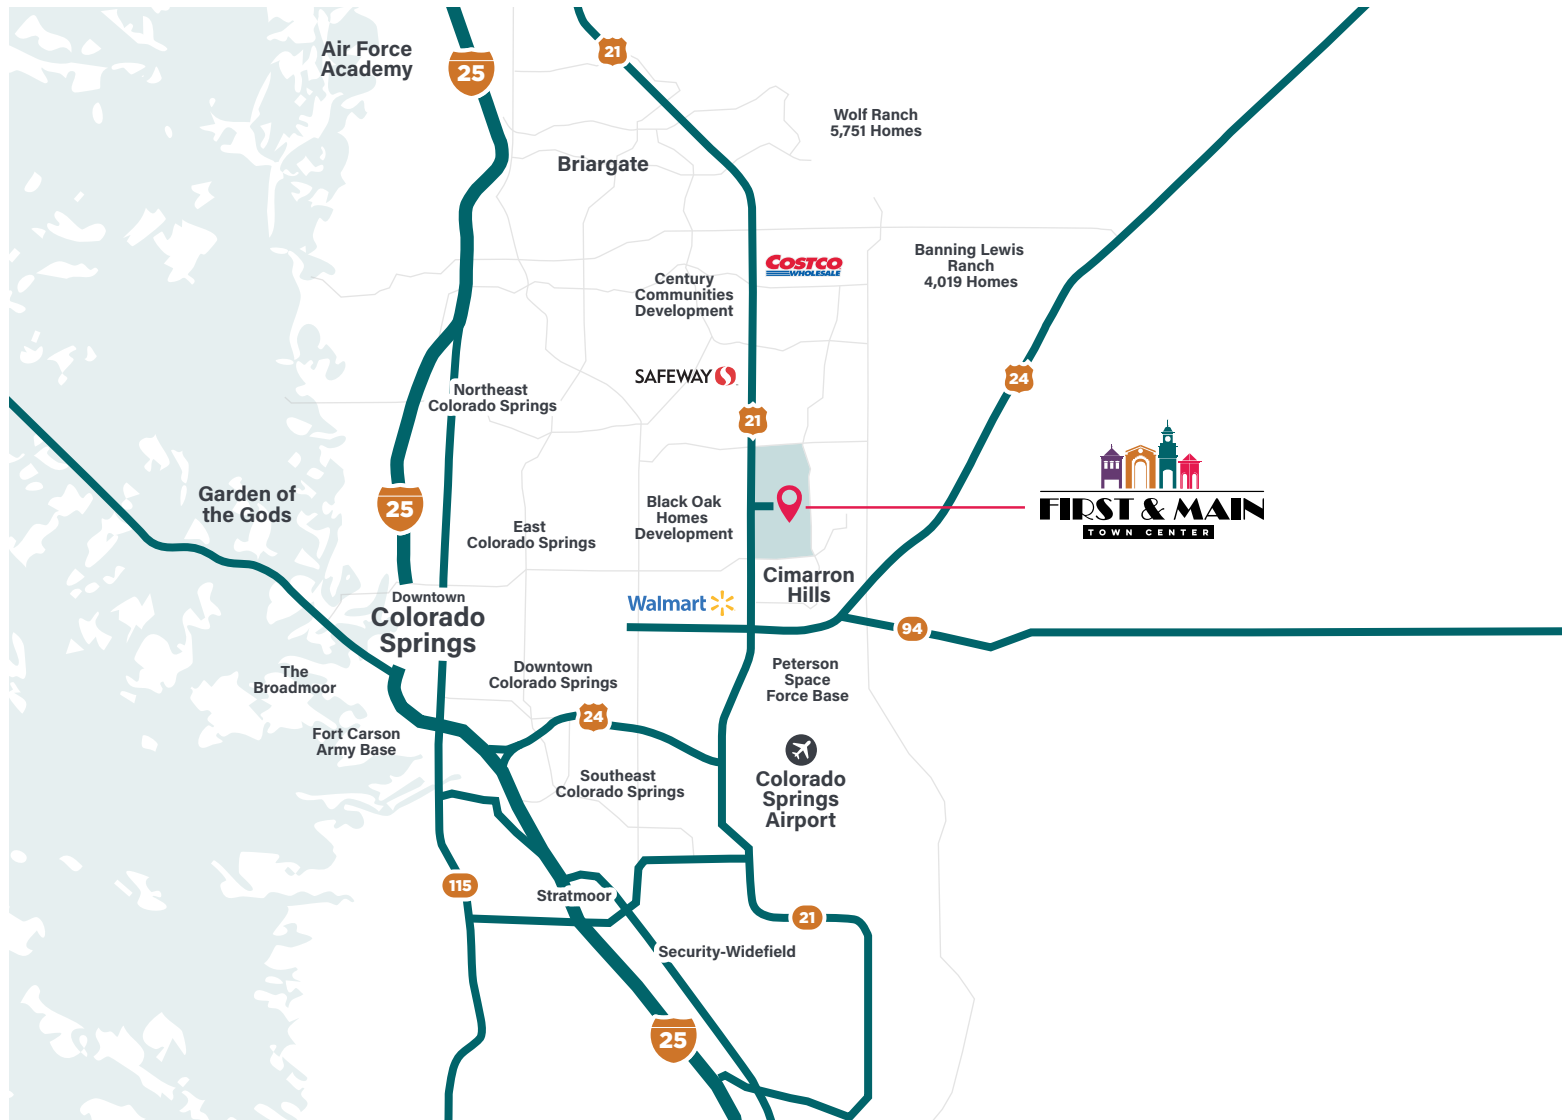 Air Force
Academy
25
21
Wolf Ranch
5,751 Homes
Briargate
Banning Lewis
Ranch
4,019 Homes
COSTCO
WHOLESALE
Century
Communities
Development
SAFEWAY
24
Northeast
Colorado Springs
21
Garden of
the Gods
25
East
Colorado Springs
Black Oak
Homes
Development
FIRST & MAIN
TOWN CENTER
Cimarron
Hills
Downtown
Colorado
Springs
Walmart
94
The
Broadmoor
Downtown
Colorado Springs
Peterson
Space
Force Base
24
Fort Carson
Army Base
Southeast
Colorado Springs
Colorado
Springs
Airport
115
Stratmoor
21
Security-Widefield
25